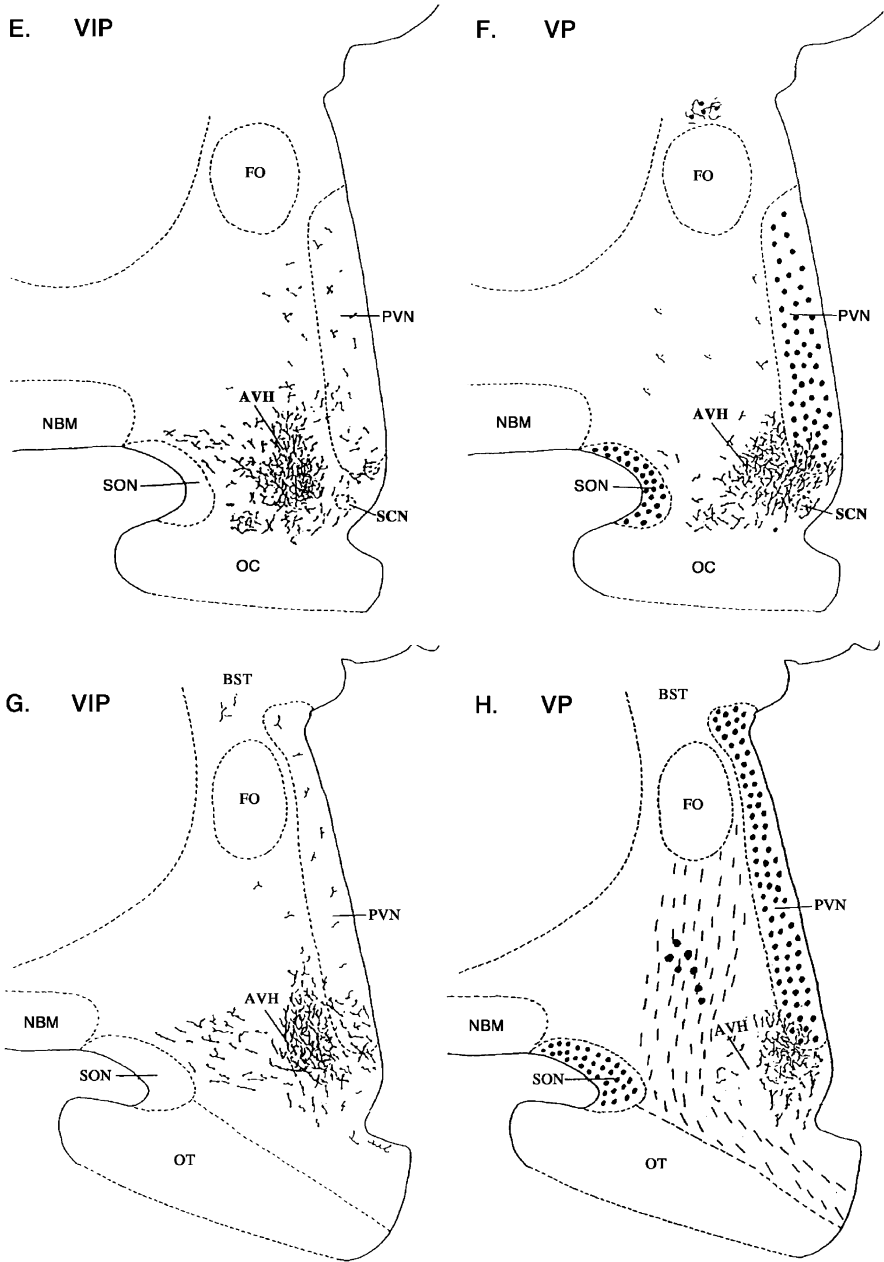 E. VIP
FO
PVN
AVH
NBM
SON
SCN
OC
F. VP
FO
PVN
AVH
SON
SCN
OC
G. VIP
BST
FO
PVN
AVH
NBM
SON
OT
H. VP
BST
FO
PVN
AVH
NBM
SON
OT